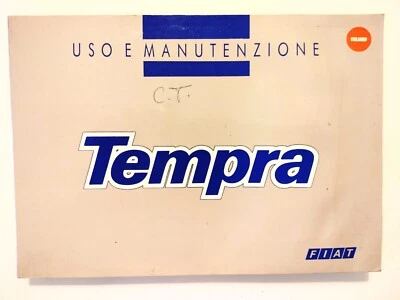 USO E MANUTENZIONE
C.T.
Tempra
FIAT